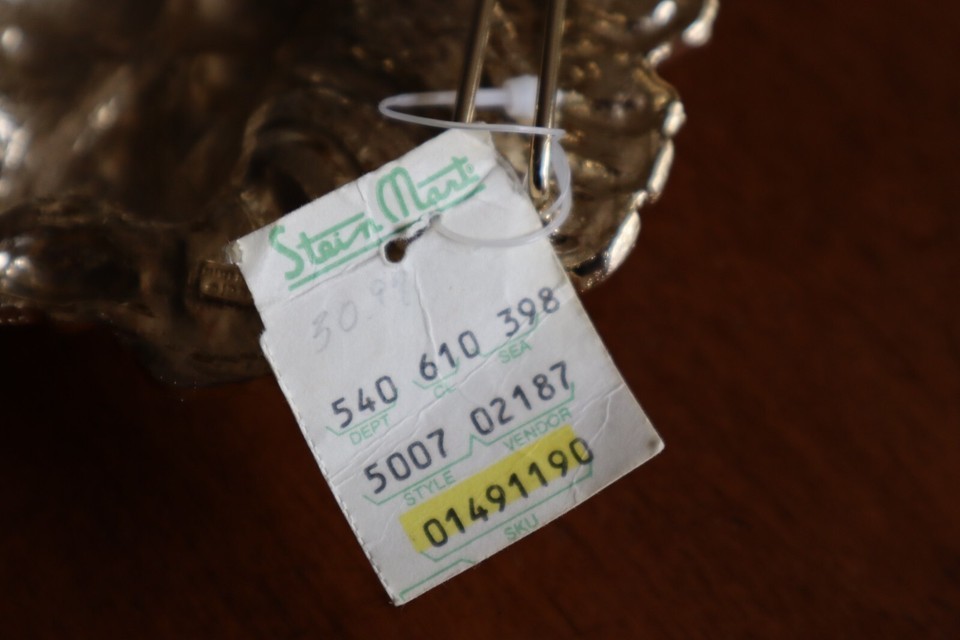 Stein Mart
30.99
540 610 398
DEPT CL SEA
5007 02187
STYLE VENDOR
01491190
SKU